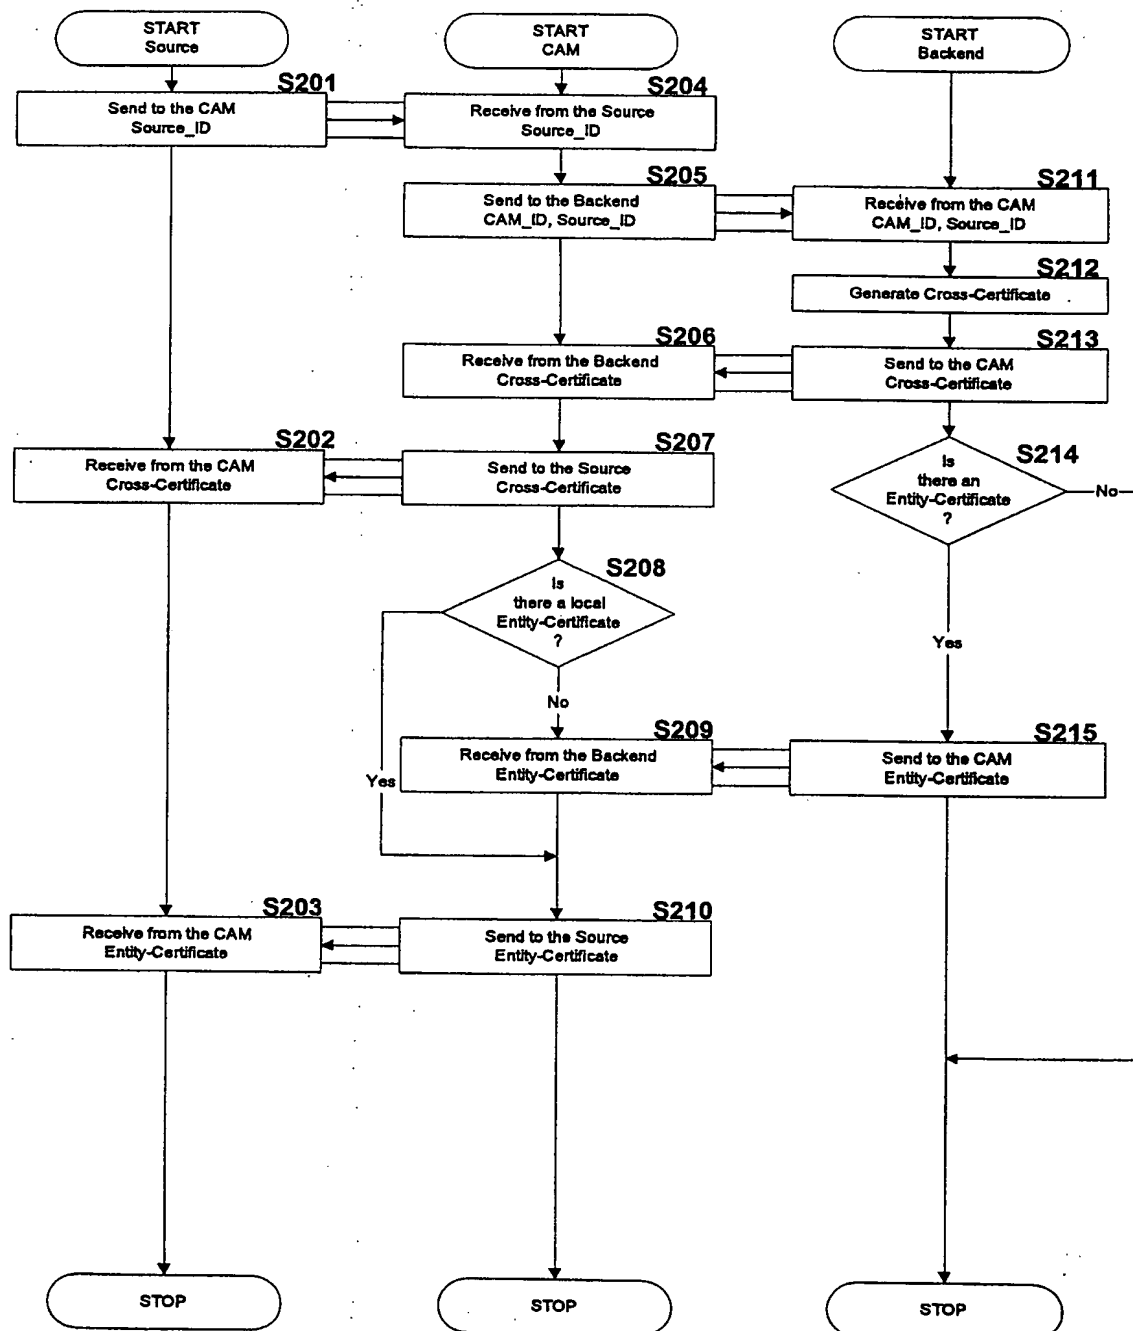 START
Source
START
CAM
START
Backend
S201
Send to the CAM
Source_ID
S204
Receive from the Source
Source_ID
S205
Send to the Backend
CAM_ID, Source_ID
S211
Receive from the CAM
CAM_ID, Source_ID
S212
Generate Cross-Certificate
S206
Receive from the Backend
Cross-Certificate
S213
Send to the CAM
Cross-Certificate
S202
Receive from the CAM
Cross-Certificate
S207
Send to the Source
Cross-Certificate
S214
Is
there an
Entity-Certificate
?
No
S208
Is
there a local
Entity-Certificate
?
Yes
No
S209
Receive from the Backend
Entity-Certificate
S215
Send to the CAM
Entity-Certificate
Yes
S203
Receive from the CAM
Entity-Certificate
S210
Send to the Source
Entity-Certificate
STOP
STOP
STOP